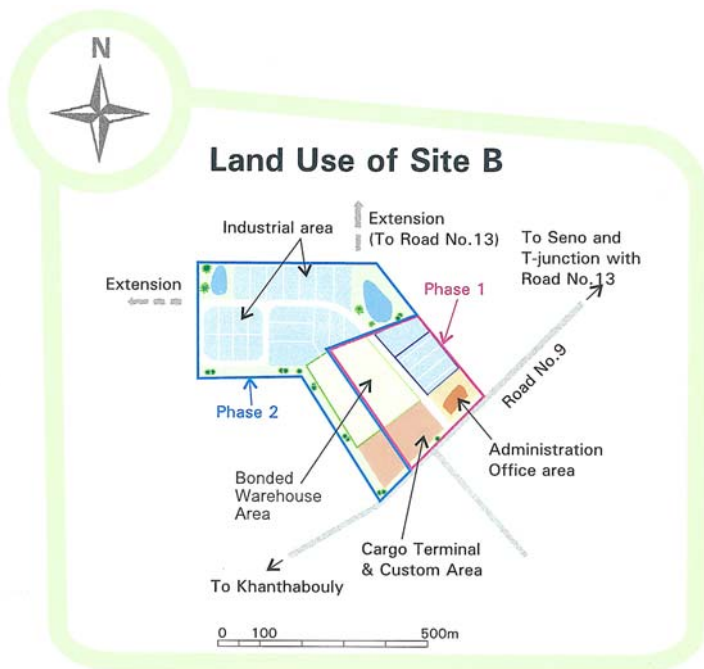 N
Land Use of Site B
Industrial area
Extension
(To Road No.13)
To Seno and
T-junction with
Road No.13
Extension
Phase 1
Road No.9
Phase 2
Administration
Office area
Bonded
Warehouse
Area
Cargo Terminal
& Custom Area
To Khanthabouly
0 100 500m